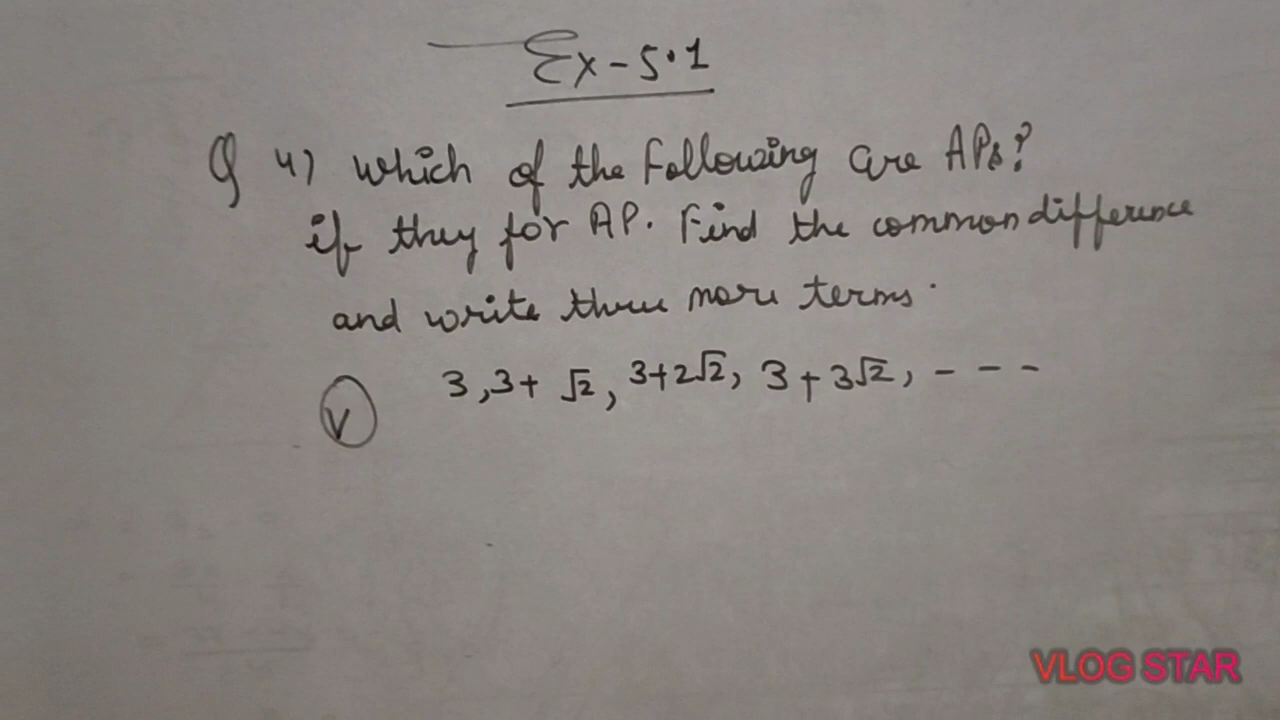 Ex-5.1
Q 4) which of the following are APs?
if they for AP. Find the common difference
and write three more terms.
V 3, 3+ √2, 3+2√2, 3+3√2, - - -
VLOG STAR